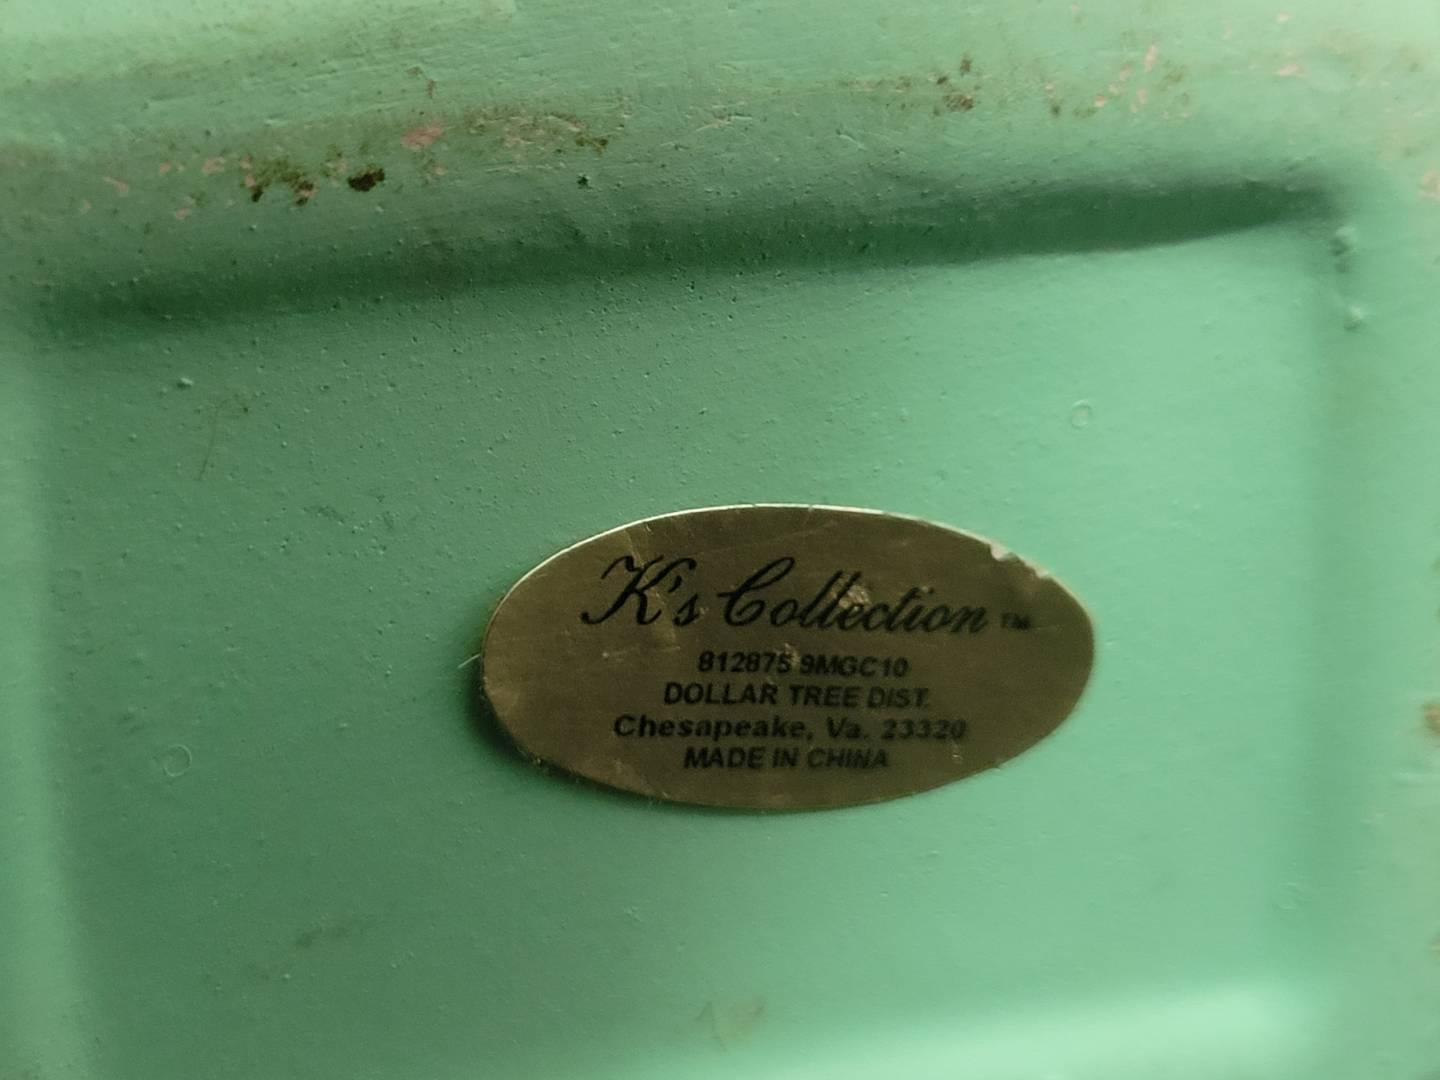 K's Collection™
812875 9MGC10
DOLLAR TREE DIST.
Chesapeake, Va. 23320
MADE IN CHINA